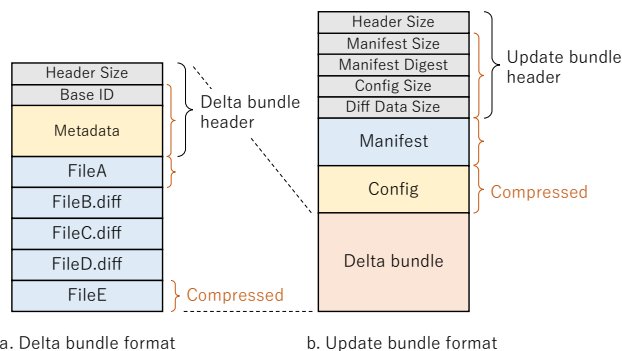 Header Size
Base ID
Metadata
FileA
FileB.diff
FileC.diff
FileD.diff
FileE
Delta bundle
header
Compressed
a. Delta bundle format
Header Size
Manifest Size
Manifest Digest
Config Size
Diff Data Size
Manifest
Config
Delta bundle
Update bundle
header
Compressed
b. Update bundle format